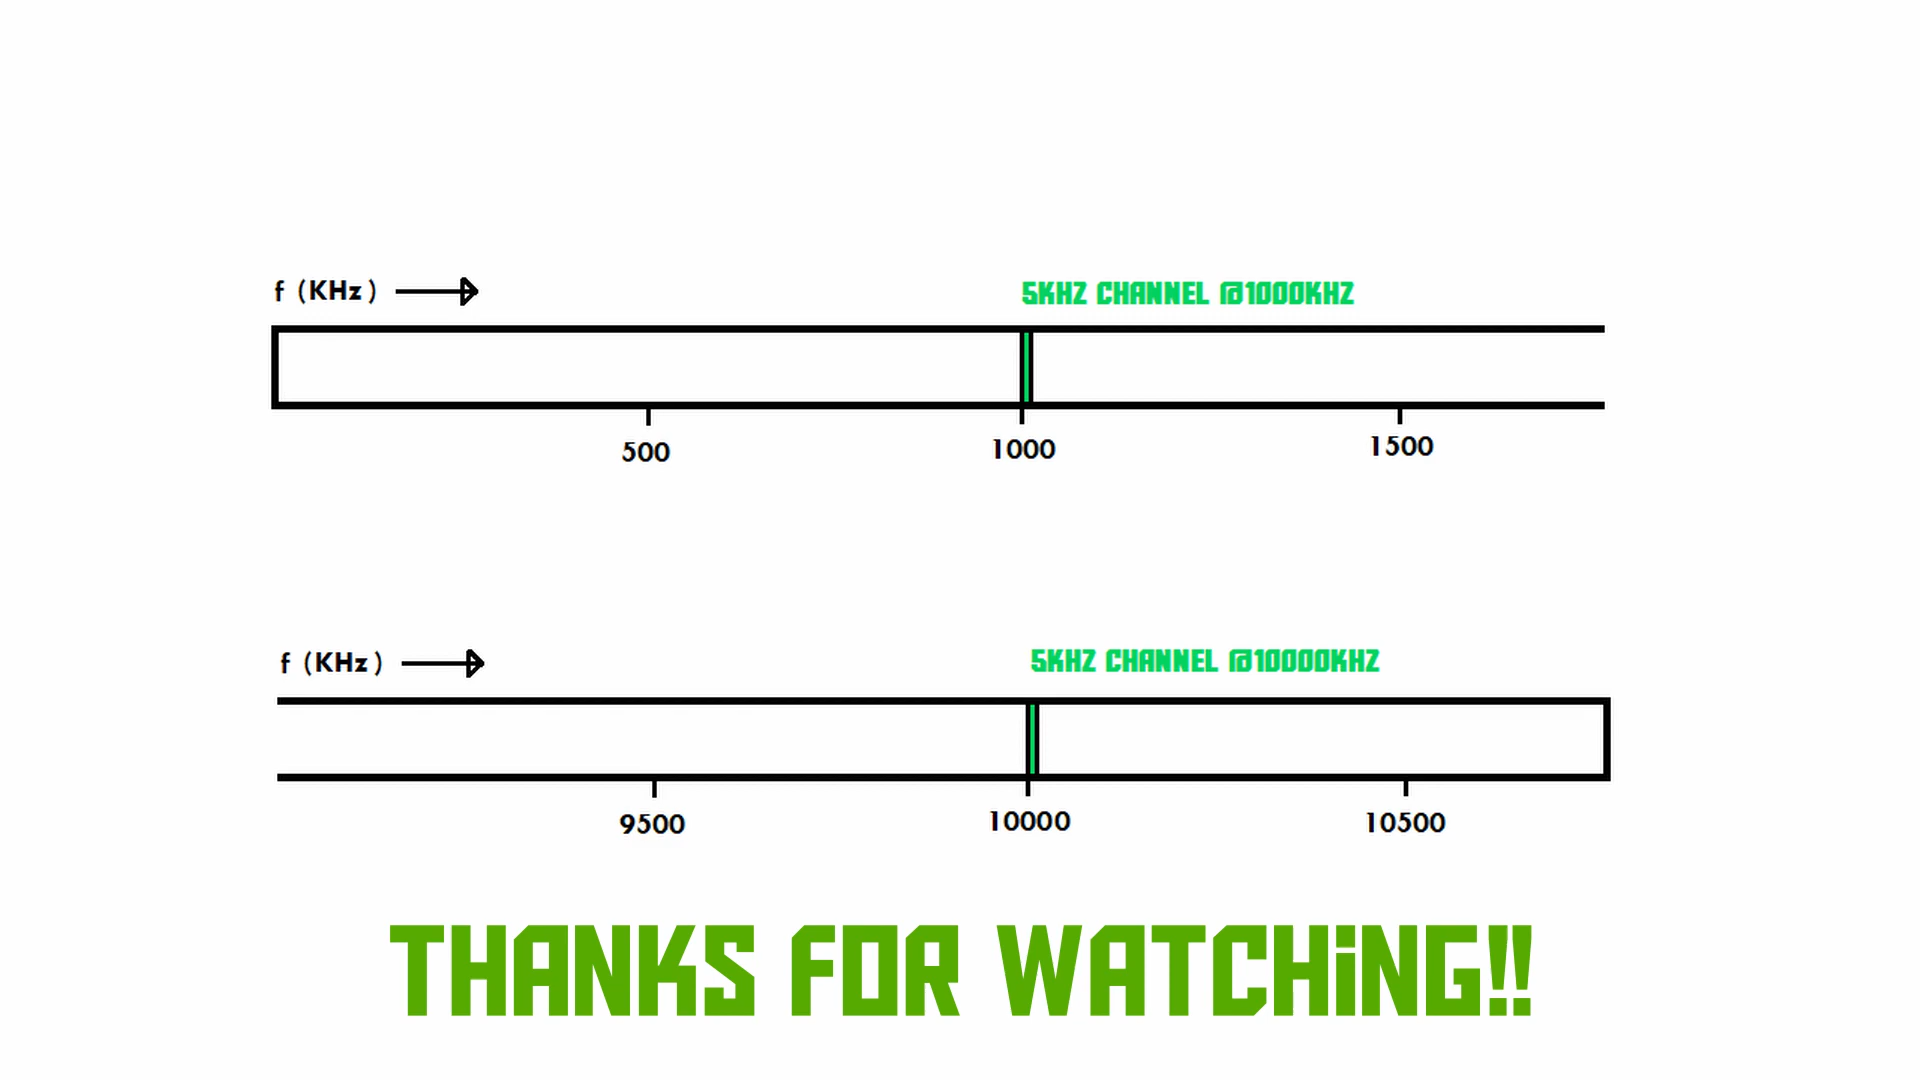 f (KHz)
5KHZ CHANNEL @1000KHZ
500
1000
1500
f (KHz)
5KHZ CHANNEL @10000KHZ
9500
10000
10500
THANKS FOR WATCHiNG!!